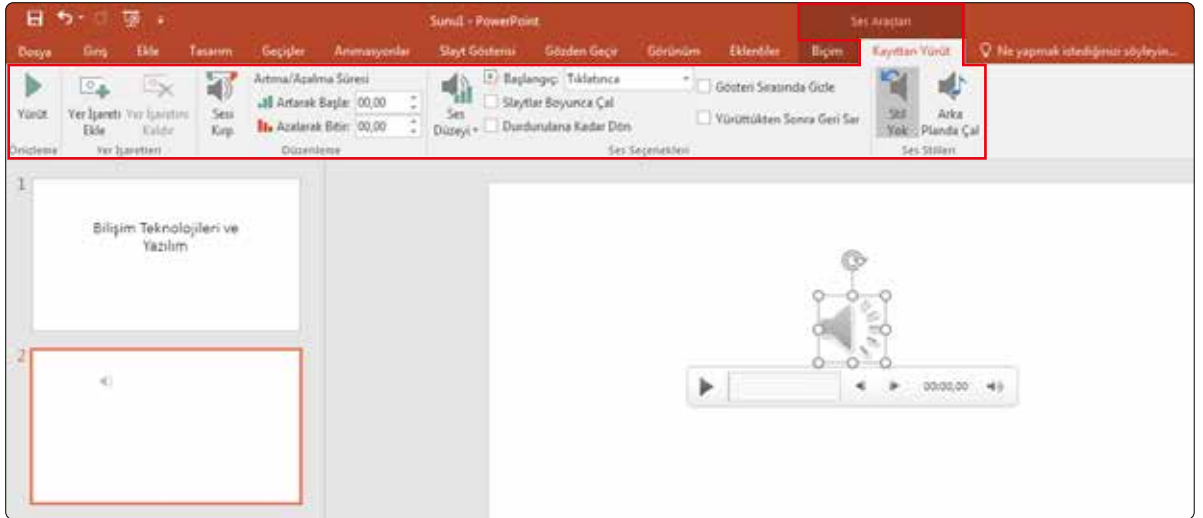 Sunu1 - PowerPoint
Ses Araçları
Dosya Giriş Ekle Tasarım Geçişler Animasyonlar Slayt Gösterisi Gözden Geçir Görünüm Eklentiler Biçim Kayıttan Yürüt Ne yapmak istediğinizi söyleyin...
Yürüt
Yer İşareti Ekle
Yer İşaretini Kaldır
Sesi Kırp
Artma/Azalma Süresi
Artarak Başlar: 00,00
Azalarak Bitir: 00,00
Ses Düzeyi
Başlangıç: Tıklatınca
Slaytlar Boyunca Çal
Durdurulana Kadar Dön
Gösteri Sırasında Gizle
Yürüttükten Sonra Geri Sar
Stil Yok
Arka Planda Çal
Önizleme Yer İşaretleri Düzenleme Ses Seçenekleri Ses Stilleri
1
Bilişim Teknolojileri ve
Yazılım
2
00:00,00